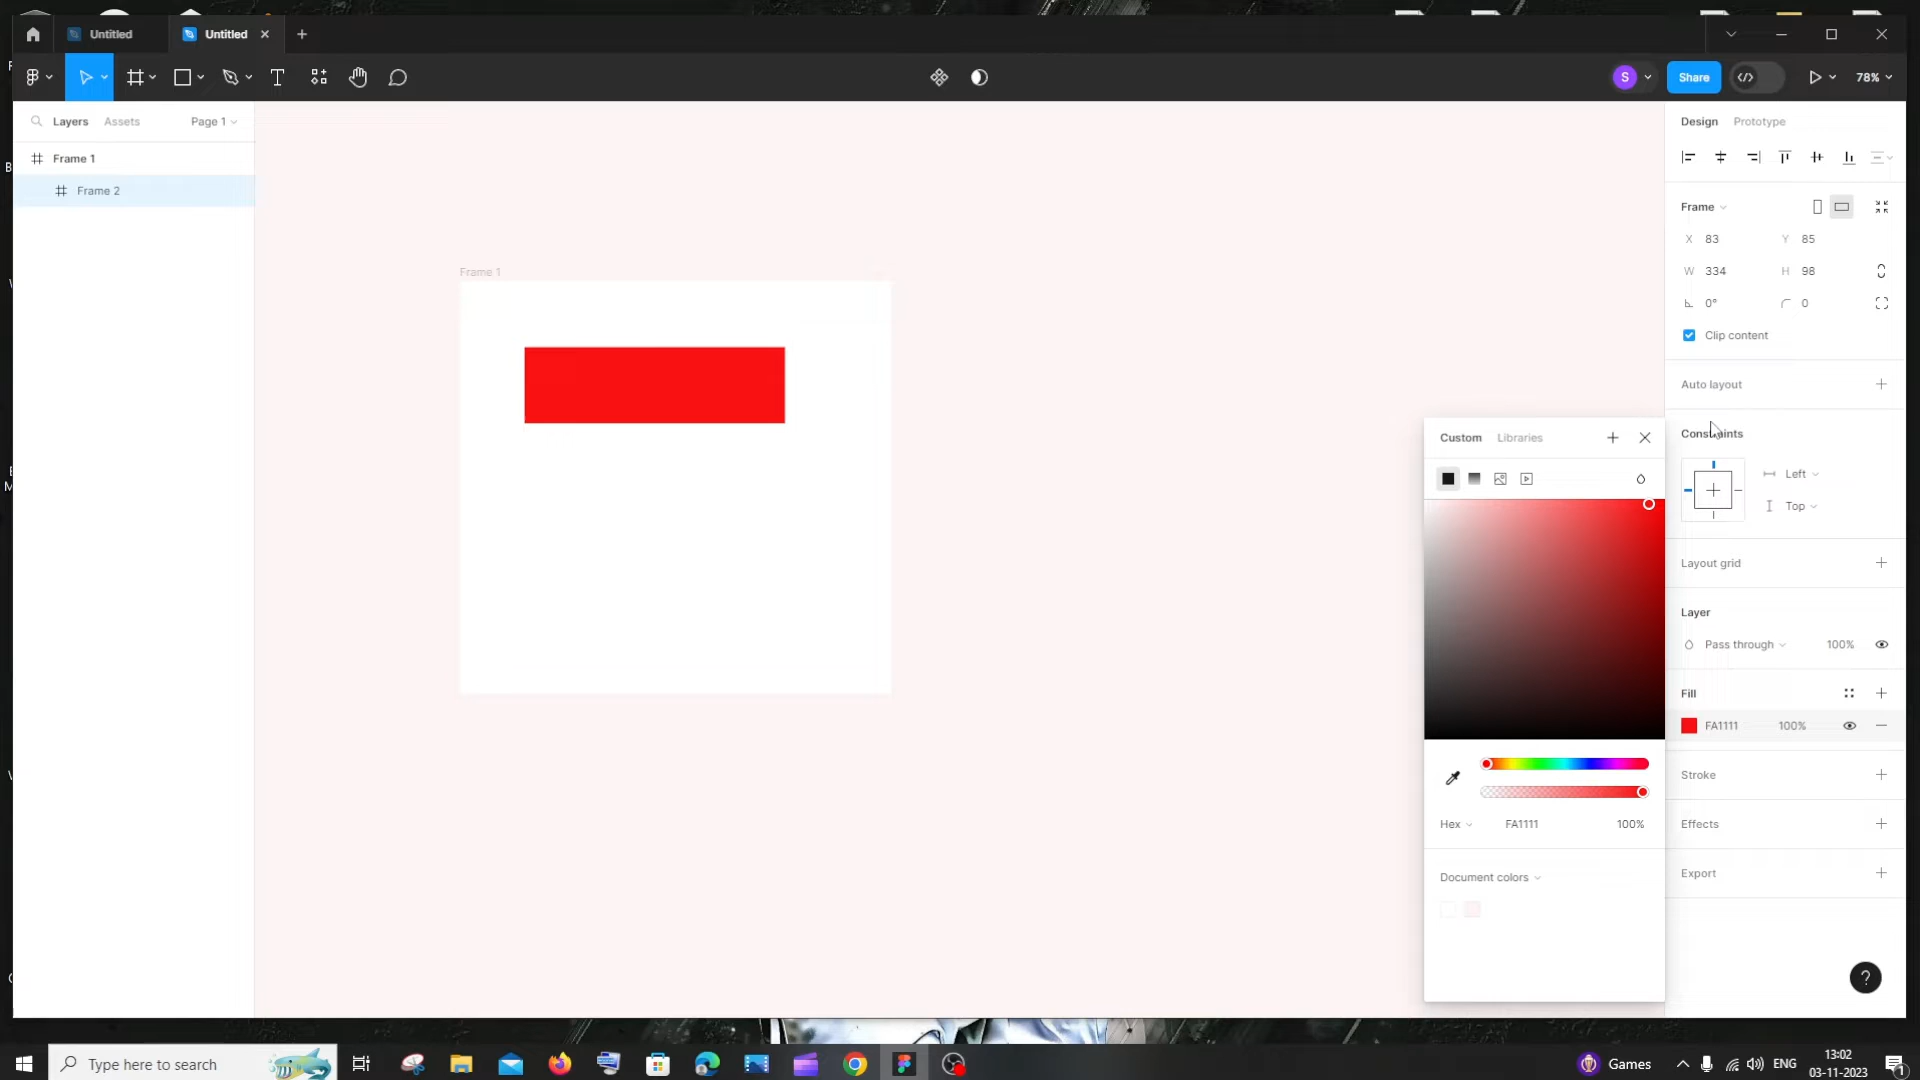 Untitled
Untitled
S
Share
78%
Layers
Assets
Page 1
Frame 1
Frame 2
Frame 1
Design
Prototype
Frame
X 83
Y 85
W 334
H 98
0°
0
Clip content
Auto layout
Constraints
Left
Top
Layout grid
Layer
Pass through
100%
Fill
FA1111
100%
Stroke
Effects
Export
Custom
Libraries
Hex
FA1111
100%
Document colors
?
Type here to search
Games
ENG
13:02
03-11-2023
1